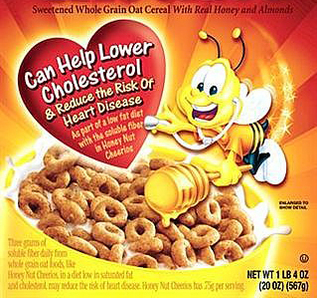 Sweetened Whole Grain Oat Cereal With Real Honey and Almonds
Can Help Lower
Cholesterol
& Reduce the Risk Of
Heart Disease
As part of a low fat diet
with the soluble fiber
in Honey Nut
Cheerios
ENLARGED TO
SHOW DETAIL
Three grams of
soluble fiber daily from
whole grain oat foods, like
Honey Nut Cheerios, in a diet low in saturated fat
and cholesterol, may reduce the risk of heart disease. Honey Nut Cheerios has .75g per serving.
NET WT 1 LB 4 OZ
(20 OZ) (567g)